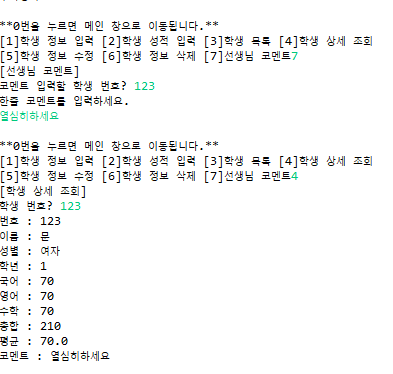 **0번을 누르면 메인 창으로 이동됩니다.**
[1]학생 정보 입력 [2]학생 성적 입력 [3]학생 목록 [4]학생 상세 조회
[5]학생 정보 수정 [6]학생 정보 삭제 [7]선생님 코멘트7
[선생님 코멘트]
코멘트 입력할 학생 번호? 123
한줄 코멘트를 입력하세요.
열심히하세요
**0번을 누르면 메인 창으로 이동됩니다.**
[1]학생 정보 입력 [2]학생 성적 입력 [3]학생 목록 [4]학생 상세 조회
[5]학생 정보 수정 [6]학생 정보 삭제 [7]선생님 코멘트4
[학생 상세 조회]
학생 번호? 123
번호 : 123
이름 : 문
성별 : 여자
학년 : 1
국어 : 70
영어 : 70
수학 : 70
총합 : 210
평균 : 70.0
코멘트 : 열심히하세요